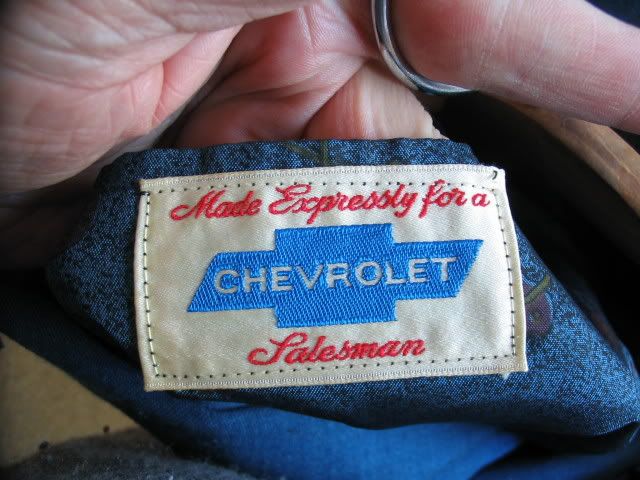 Made Expressly for a
CHEVROLET
Salesman